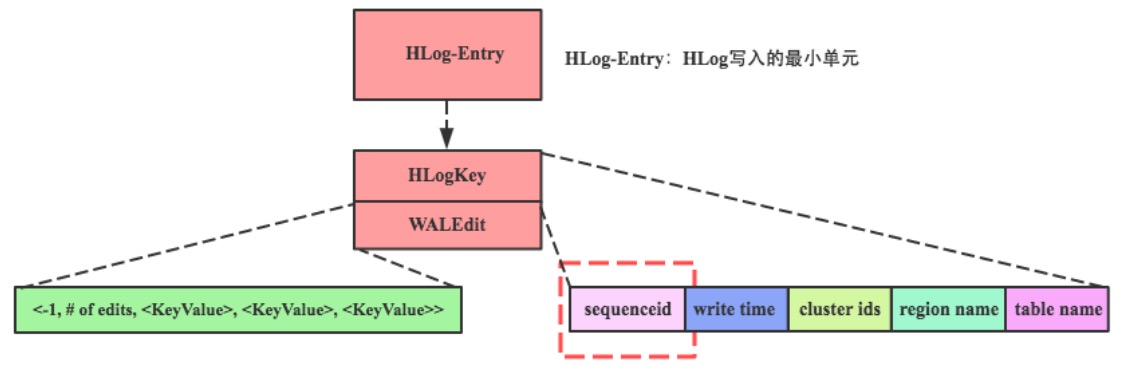 HLog-Entry
HLog-Entry：HLog写入的最小单元
HLogKey
WALEdit
<-1, # of edits, <KeyValue>, <KeyValue>, <KeyValue>>
sequenceid
write time
cluster ids
region name
table name